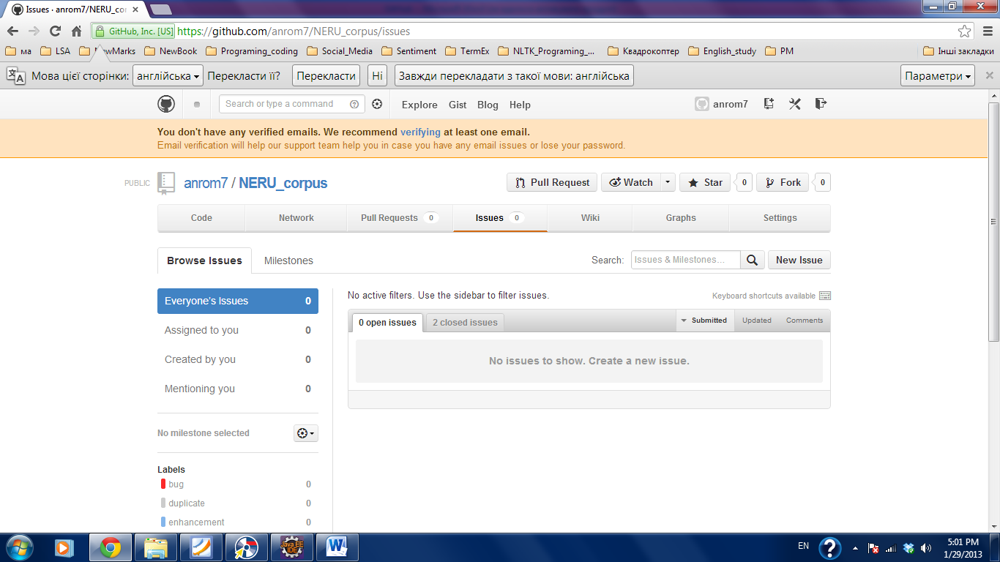 Issues · anrom7/NERU_cor
GitHub, Inc. [US] https://github.com/anrom7/NERU_corpus/issues
ма LSA NewMarks NewBook Programing_coding Social_Media Sentiment TermEx NLTK_Programing_... Квадрокоптер English_study PM Інші закладки
Мова цієї сторінки: англійська Перекласти її? Перекласти Ні Завжди перекладати з такої мови: англійська Параметри
Search or type a command Explore Gist Blog Help anrom7
You don't have any verified emails. We recommend verifying at least one email.
Email verification will help our support team help you in case you have any email issues or lose your password.
PUBLIC anrom7 / NERU_corpus Pull Request Watch Star 0 Fork 0
Code Network Pull Requests 0 Issues 0 Wiki Graphs Settings
Browse Issues Milestones Search: Issues & Milestones... New Issue
Everyone's Issues 0
Assigned to you 0
Created by you 0
Mentioning you 0
No milestone selected
Labels
bug 0
duplicate 0
enhancement 0
No active filters. Use the sidebar to filter issues. Keyboard shortcuts available
0 open issues 2 closed issues Submitted Updated Comments
No issues to show. Create a new issue.
Java EE
IDE
EN
5:01 PM
1/29/2013